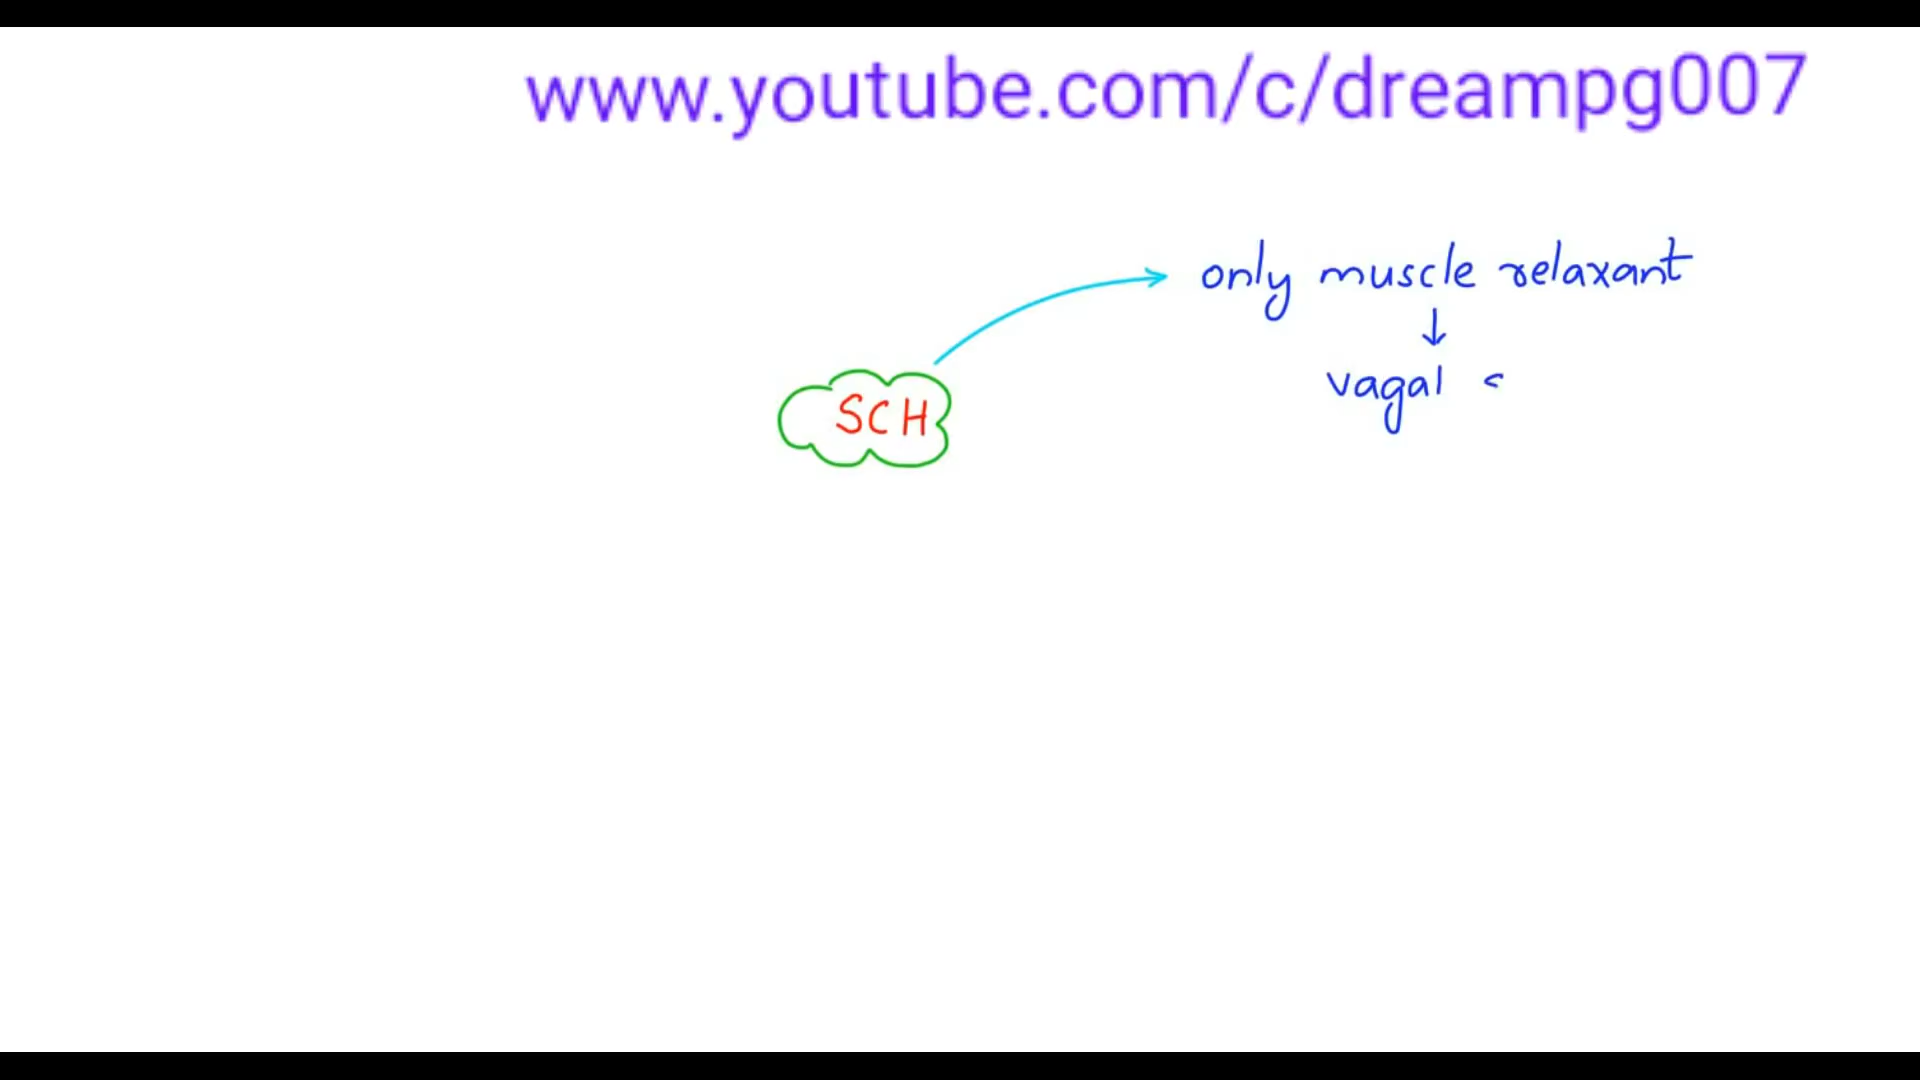 www.youtube.com/c/dreampg007
only muscle relaxant
↓
vagal
SCH